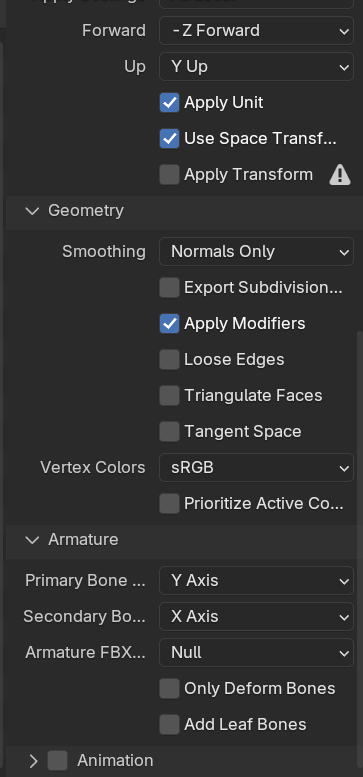 Forward -Z Forward
Up Y Up
Apply Unit
Use Space Transf...
Apply Transform
Geometry
Smoothing Normals Only
Export Subdivision...
Apply Modifiers
Loose Edges
Triangulate Faces
Tangent Space
Vertex Colors sRGB
Prioritize Active Co...
Armature
Primary Bone ... Y Axis
Secondary Bo... X Axis
Armature FBX... Null
Only Deform Bones
Add Leaf Bones
Animation